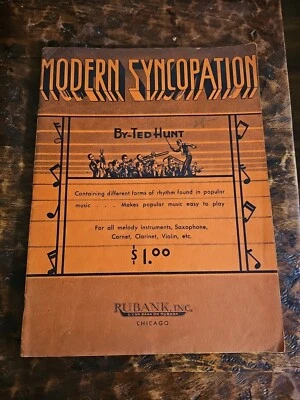 MODERN SYNCOPATION
BY-TED HUNT
Containing different forms of rhythm found in popular
music . . . . Makes popular music easy to play
For all melody instruments, Saxophone,
Cornet, Clarinet, Violin, etc.
$1.00
RUBANK, INC.
CHICAGO